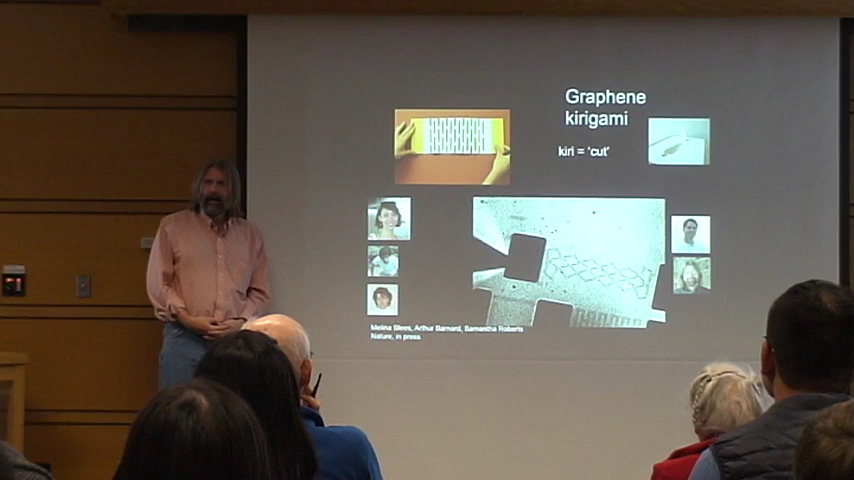 Graphene
kirigami
kiri = 'cut'
Melina Blees, Arthur Barnard, Samantha Roberts
Nature, in press